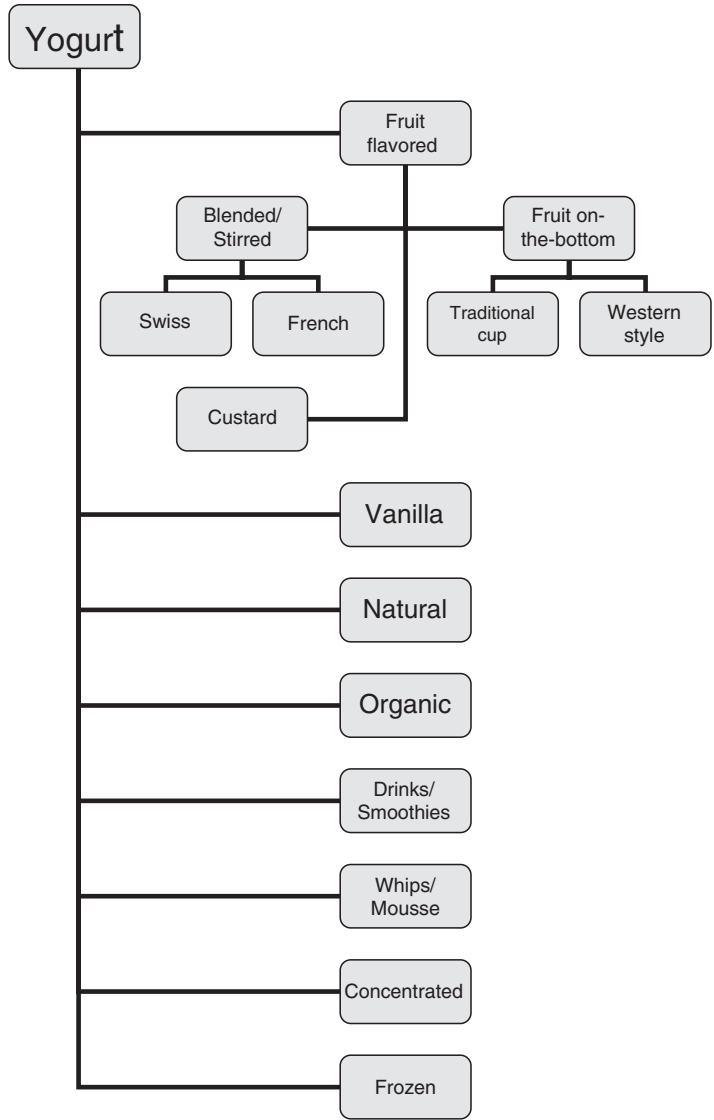 Yogurt
Fruit
flavored
Blended/
Stirred
Fruit on-
the-bottom
Swiss
French
Traditional
cup
Western
style
Custard
Vanilla
Natural
Organic
Drinks/
Smoothies
Whips/
Mousse
Concentrated
Frozen